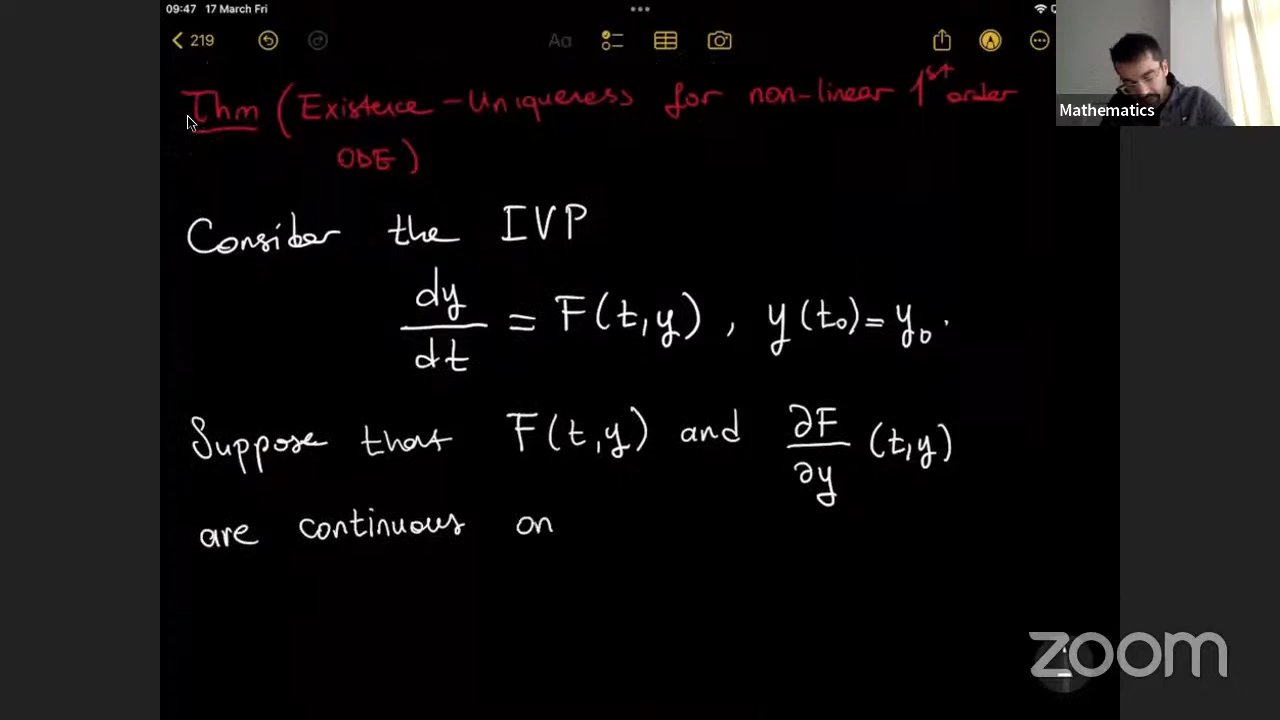 09:47 17 March Fri
219
Aa
Thm (Existence-Uniqueness for non-linear 1st order
ODE)
Mathematics
Consider the IVP
dy/dt = F(t,y), y(t₀)=y₀.
Suppose that F(t,y) and ∂F/∂y (t,y)
are continuous on
zoom